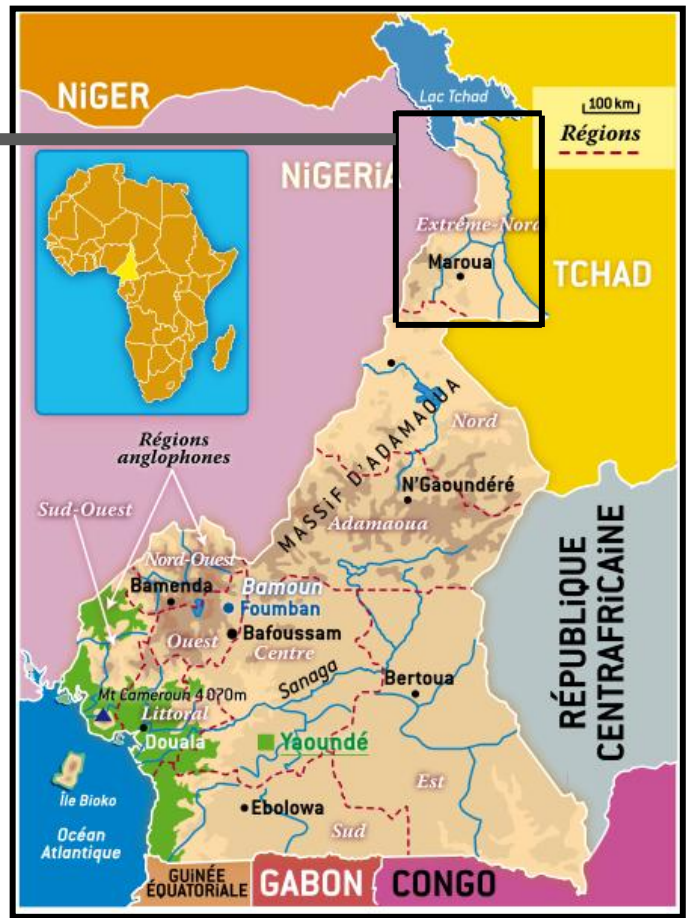 NiGER
Lac Tchad
100 km
Régions
NiGERiA
Extrême-Nord
Maroua
TCHAD
MASSiF D'ADAMAOUA
Nord
Régions
anglophones
N'Gaoundéré
Sud-Ouest
Adamaoua
RÉPUBLiQUE
CENTRAFRiCAiNE
Nord-Ouest
Bamenda
Bamoun
Foumban
Ouest
Bafoussam
Centre
Sanaga
Bertoua
Mt Cameroun 4 070m
Littoral
Douala
Yaoundé
Île Bioko
Est
Ebolowa
Océan
Atlantique
Sud
GUiNÉE
ÉQUATORiALE
GABON
CONGO